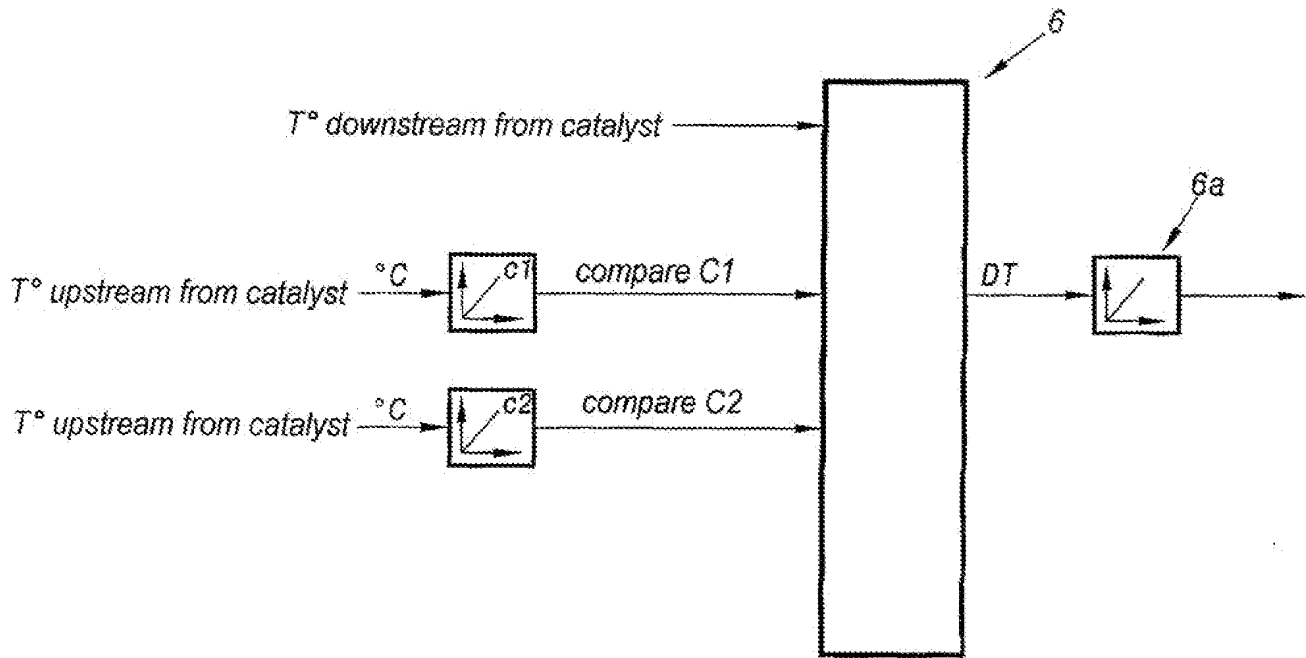 6
T° downstream from catalyst
6a
T° upstream from catalyst °C c1 compare C1 DT
T° upstream from catalyst °C c2 compare C2